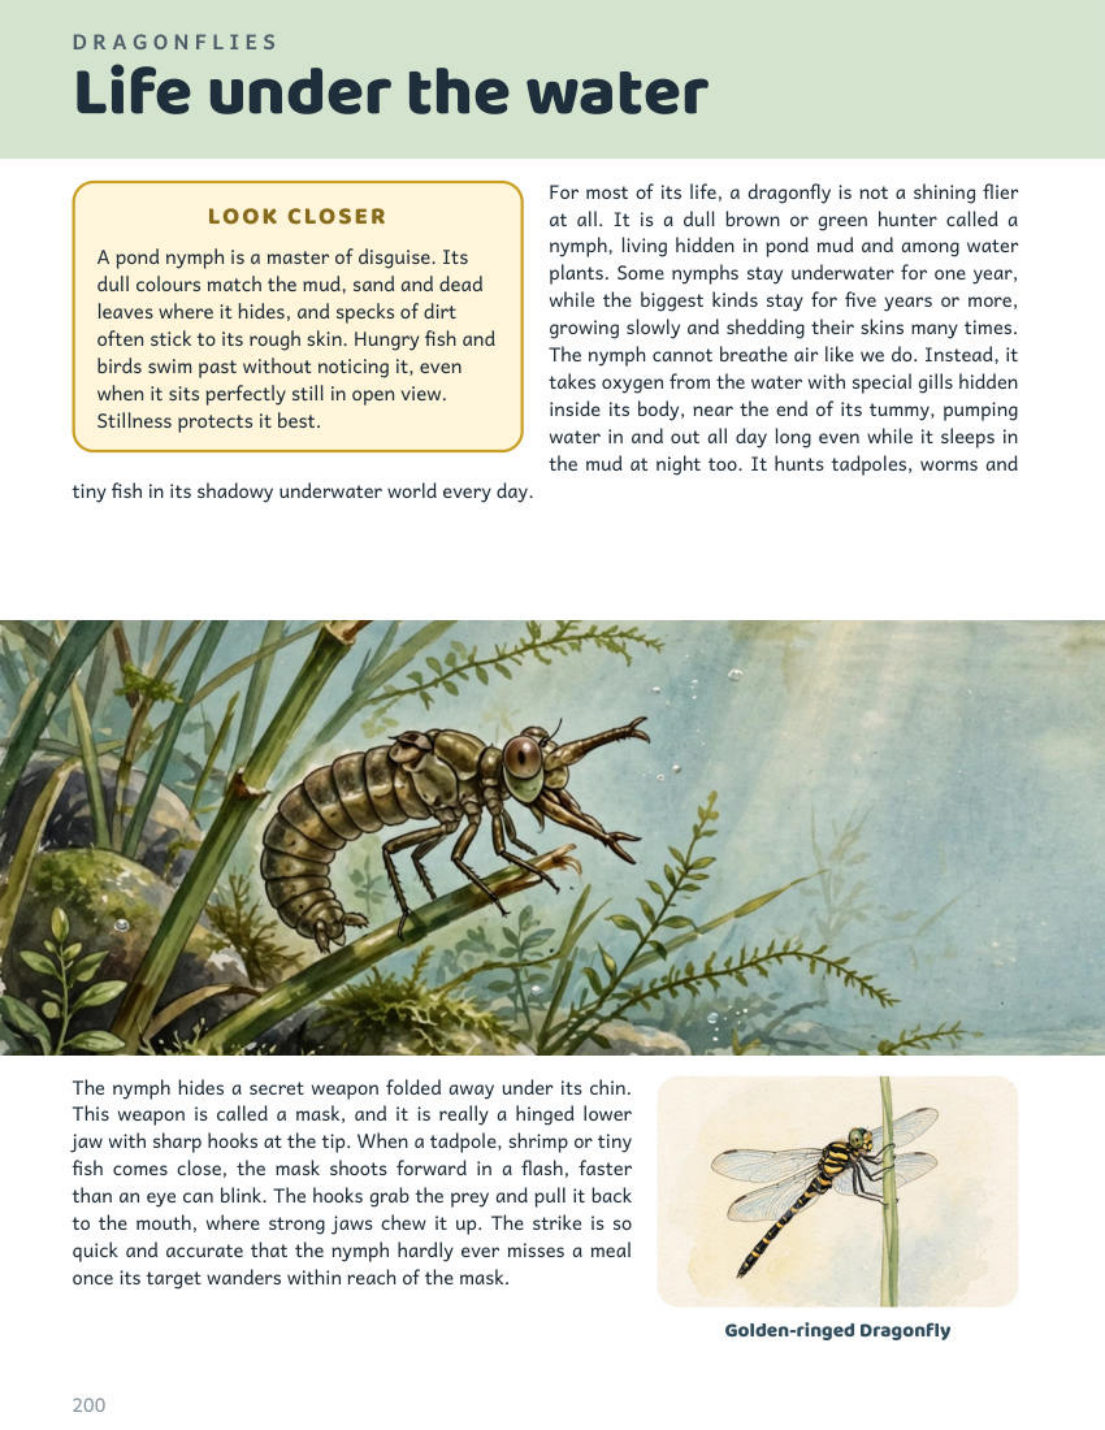 DRAGONFLIES
Life under the water
LOOK CLOSER
A pond nymph is a master of disguise. Its
dull colours match the mud, sand and dead
leaves where it hides, and specks of dirt
often stick to its rough skin. Hungry fish and
birds swim past without noticing it, even
when it sits perfectly still in open view.
Stillness protects it best.
For most of its life, a dragonfly is not a shining flier
at all. It is a dull brown or green hunter called a
nymph, living hidden in pond mud and among water
plants. Some nymphs stay underwater for one year,
while the biggest kinds stay for five years or more,
growing slowly and shedding their skins many times.
The nymph cannot breathe air like we do. Instead, it
takes oxygen from the water with special gills hidden
inside its body, near the end of its tummy, pumping
water in and out all day long even while it sleeps in
the mud at night too. It hunts tadpoles, worms and
tiny fish in its shadowy underwater world every day.
The nymph hides a secret weapon folded away under its chin.
This weapon is called a mask, and it is really a hinged lower
jaw with sharp hooks at the tip. When a tadpole, shrimp or tiny
fish comes close, the mask shoots forward in a flash, faster
than an eye can blink. The hooks grab the prey and pull it back
to the mouth, where strong jaws chew it up. The strike is so
quick and accurate that the nymph hardly ever misses a meal
once its target wanders within reach of the mask.
Golden-ringed Dragonfly
200